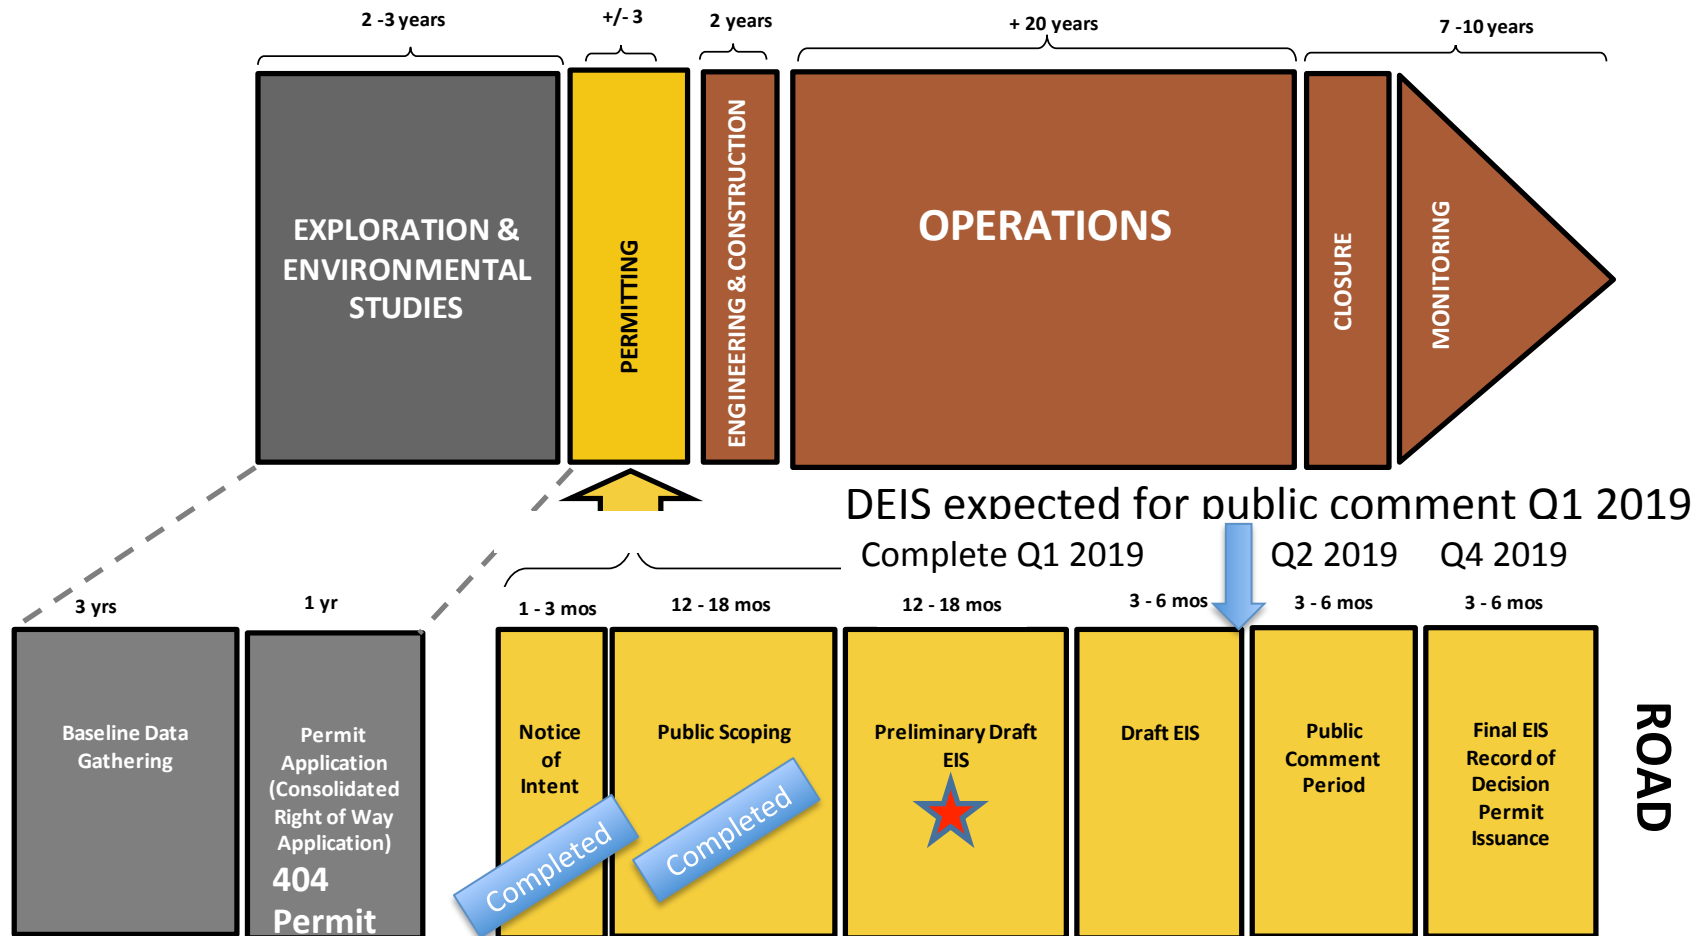 2 -3 years
+/- 3
2 years
+ 20 years
7 -10 years
EXPLORATION &
ENVIRONMENTAL
STUDIES
PERMITTING
ENGINEERING & CONSTRUCTION
OPERATIONS
CLOSURE
MONITORING
DEIS expected for public comment Q1 2019
Complete Q1 2019
Q2 2019
Q4 2019
3 yrs
1 yr
1 - 3 mos
12 - 18 mos
12 - 18 mos
3 - 6 mos
3 - 6 mos
3 - 6 mos
Baseline Data
Gathering
Permit
Application
(Consolidated
Right of Way
Application)
404
Permit
Notice
of
Intent
Completed
Public Scoping
Completed
Preliminary Draft
EIS
Draft EIS
Public
Comment
Period
Final EIS
Record of
Decision
Permit
Issuance
ROAD